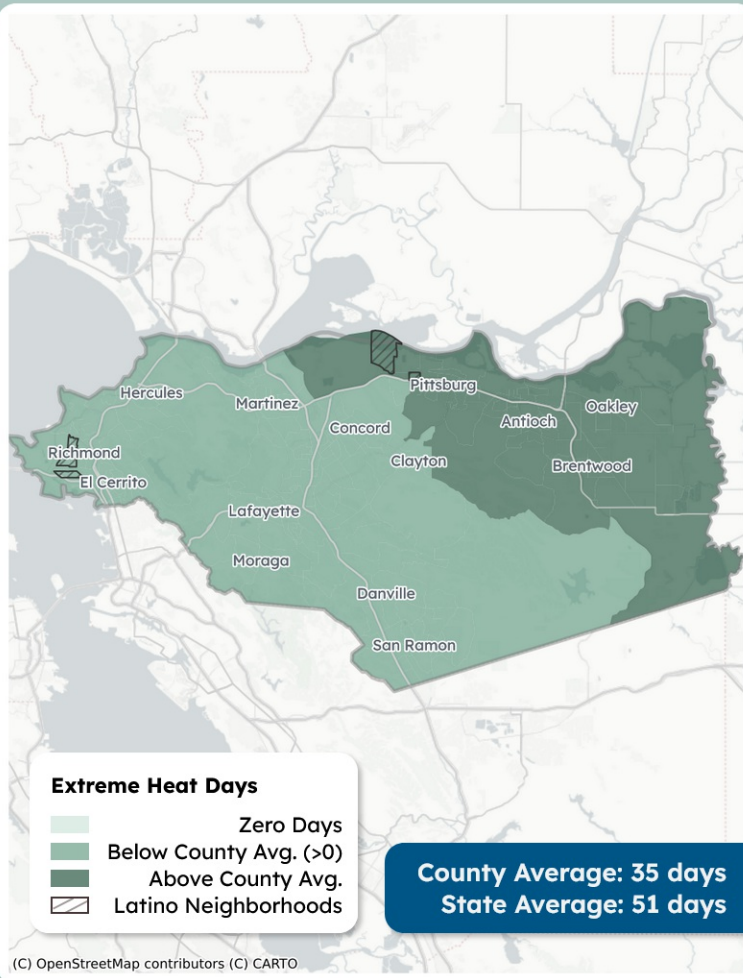 Hercules
Martinez
Pittsburg
Oakley
Antioch
Concord
Richmond
Clayton
Brentwood
El Cerrito
Lafayette
Moraga
Danville
San Ramon
Extreme Heat Days
Zero Days
Below County Avg. (>0)
Above County Avg.
Latino Neighborhoods
County Average: 35 days
State Average: 51 days
(C) OpenStreetMap contributors (C) CARTO